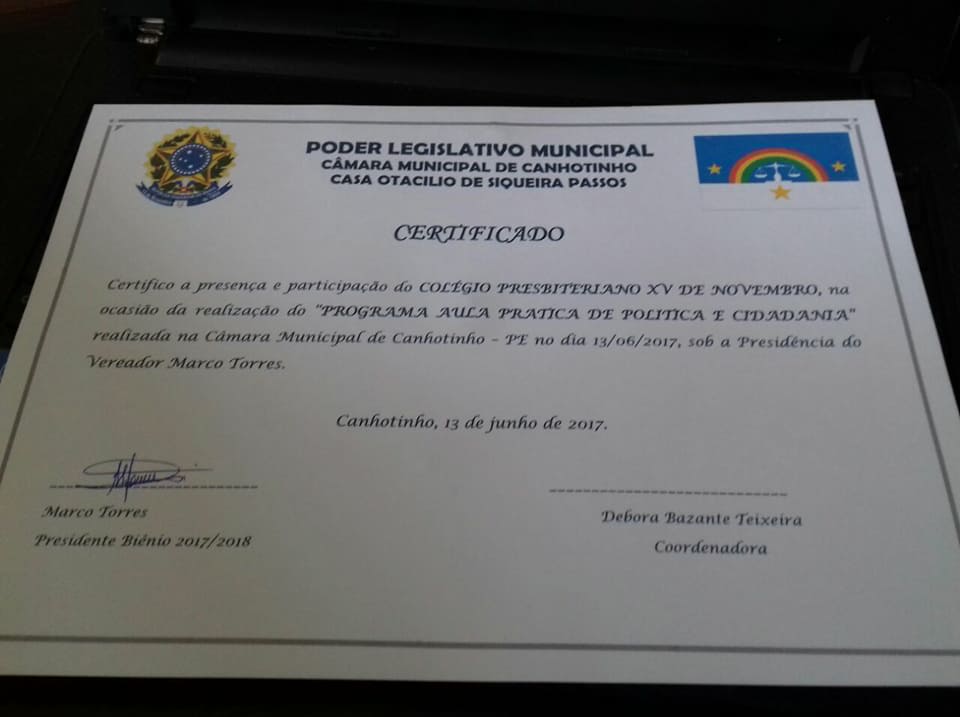 PODER LEGISLATIVO MUNICIPAL
CÂMARA MUNICIPAL DE CANHOTINHO
CASA OTACILIO DE SIQUEIRA PASSOS
CERTIFICADO
Certifico a presença e participação do COLÉGIO PRESBITERIANO XV DE NOVEMBRO, na
ocasião da realização do "PROGRAMA AULA PRATICA DE POLITICA E CIDADANIA"
realizada na Câmara Municipal de Canhotinho - PE no dia 13/06/2017, sob a Presidência do
Vereador Marco Torres.
Canhotinho, 13 de junho de 2017.
Marco Torres
Presidente Biênio 2017/2018
Debora Bazante Teixeira
Coordenadora